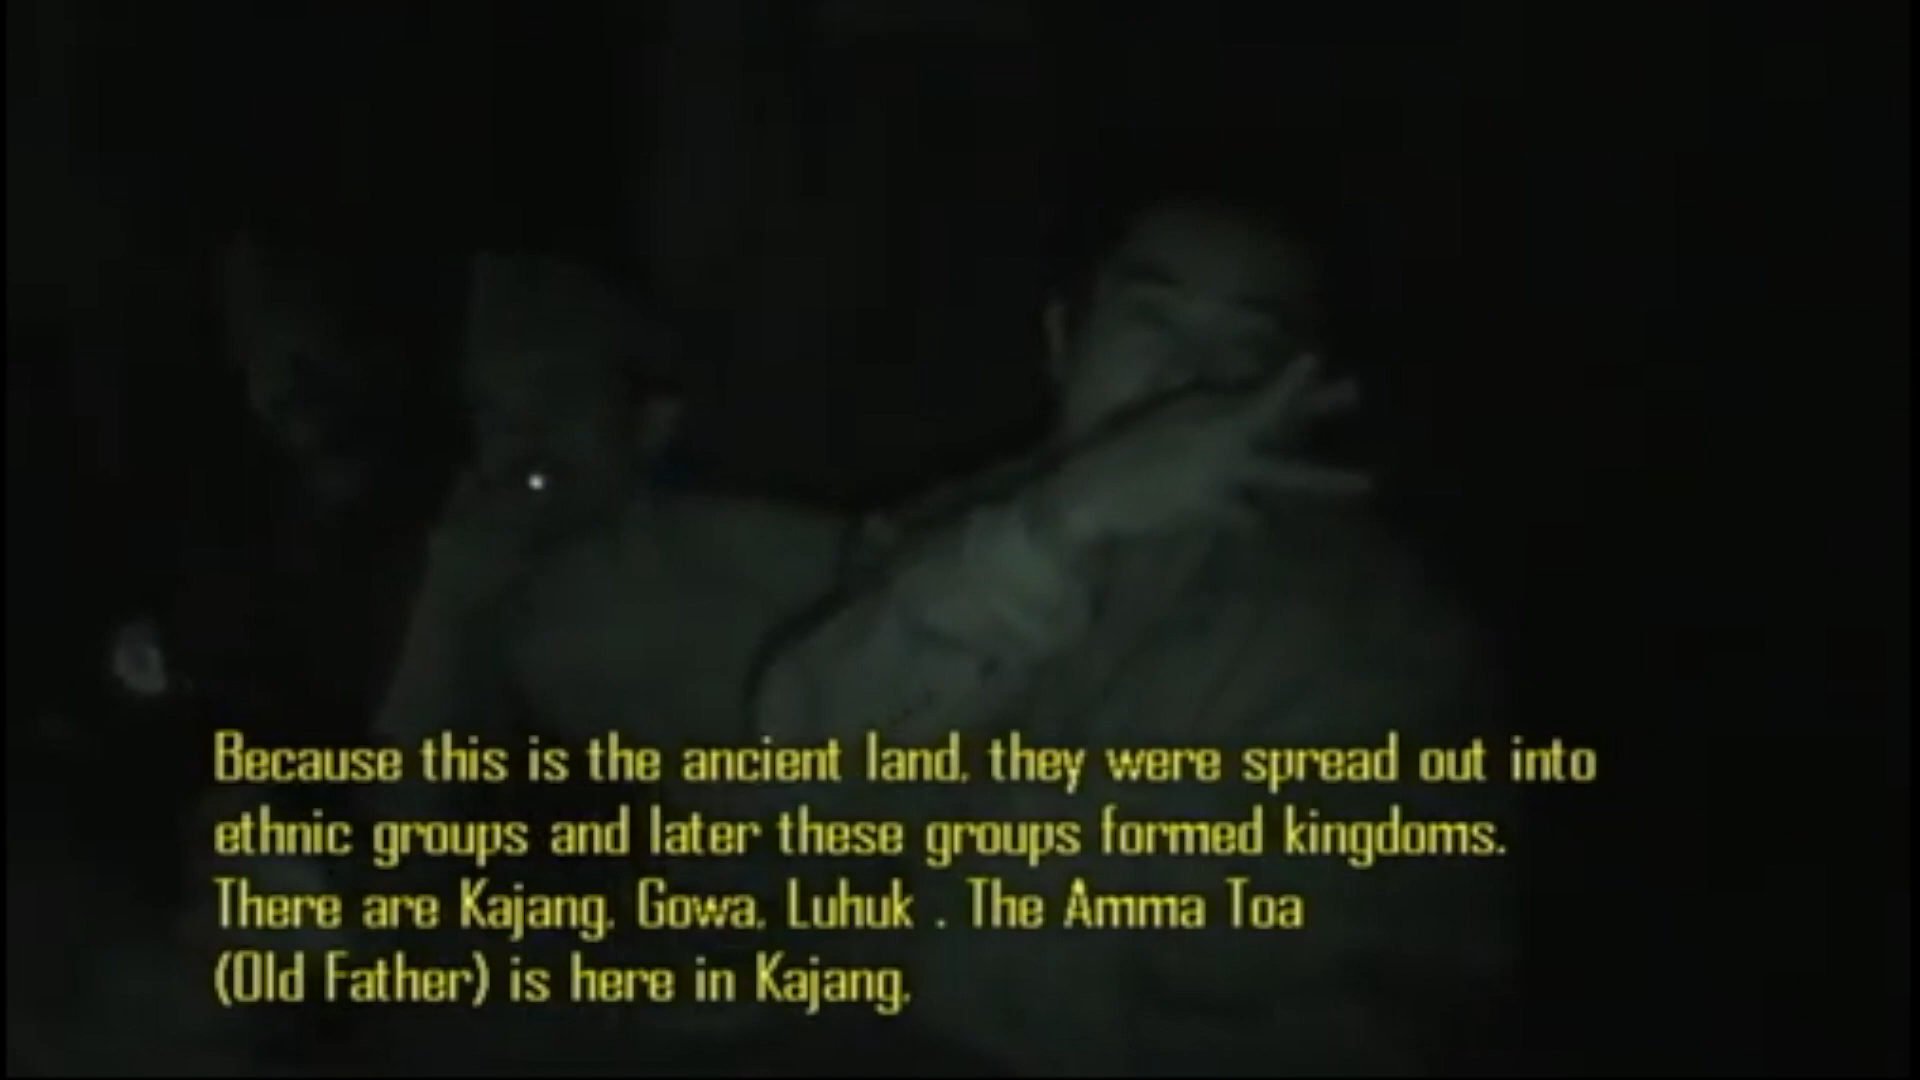 Because this is the ancient land, they were spread out into
ethnic groups and later these groups formed kingdoms.
There are Kajang, Gowa, Luhuk . The Amma Toa
(Old Father) is here in Kajang,